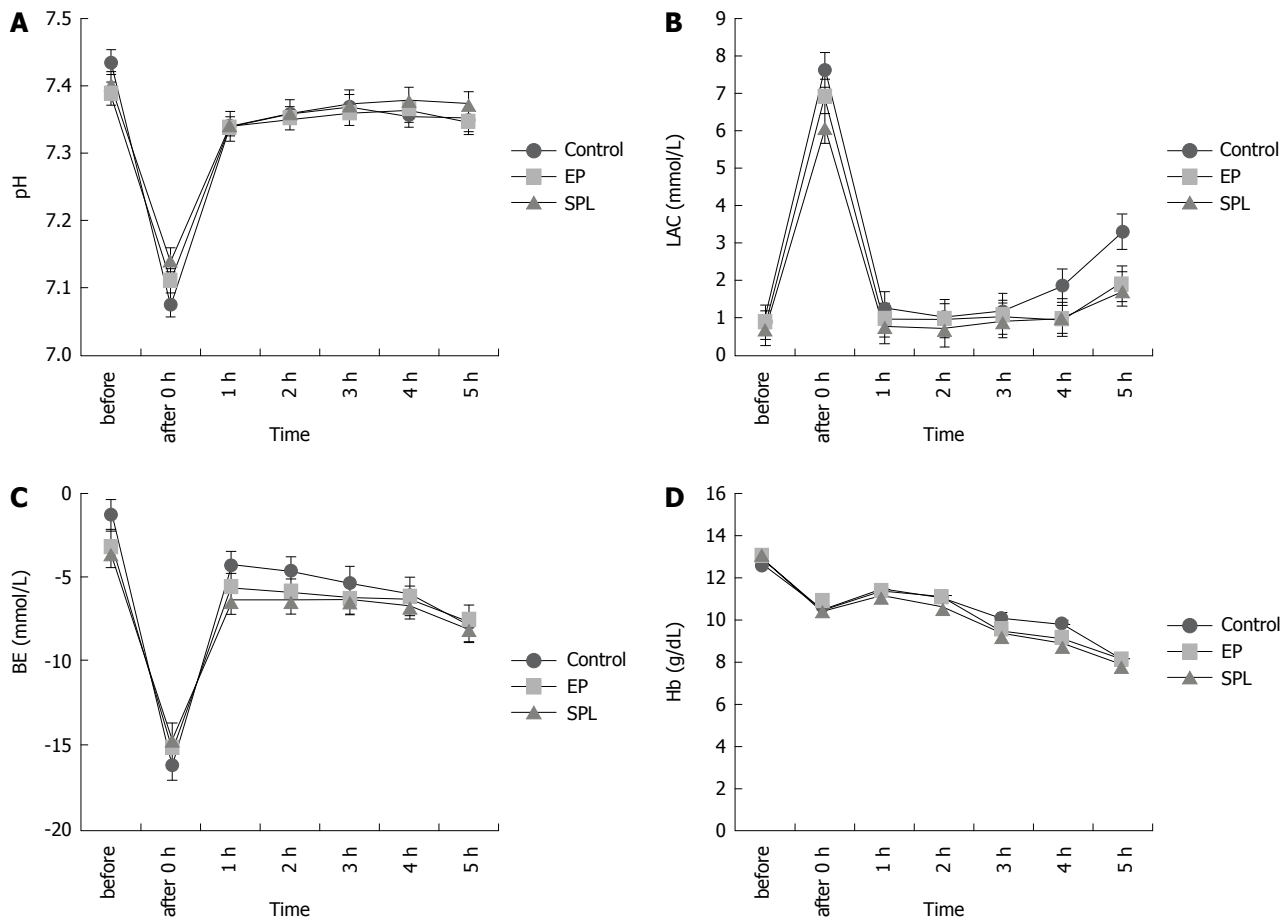 A
7.5
7.4
7.3
7.2
7.1
7.0
pH
before
after 0 h
1 h
2 h
3 h
4 h
5 h
Time
Control
EP
SPL
B
9
8
7
6
5
4
3
2
1
0
LAC (mmol/L)
before
after 0 h
1 h
2 h
3 h
4 h
5 h
Time
Control
EP
SPL
C
0
-5
-10
-15
-20
BE (mmol/L)
before
after 0 h
1 h
2 h
3 h
4 h
5 h
Time
Control
EP
SPL
D
16
14
12
10
8
6
4
2
0
Hb (g/dL)
before
after 0 h
1 h
2 h
3 h
4 h
5 h
Time
Control
EP
SPL